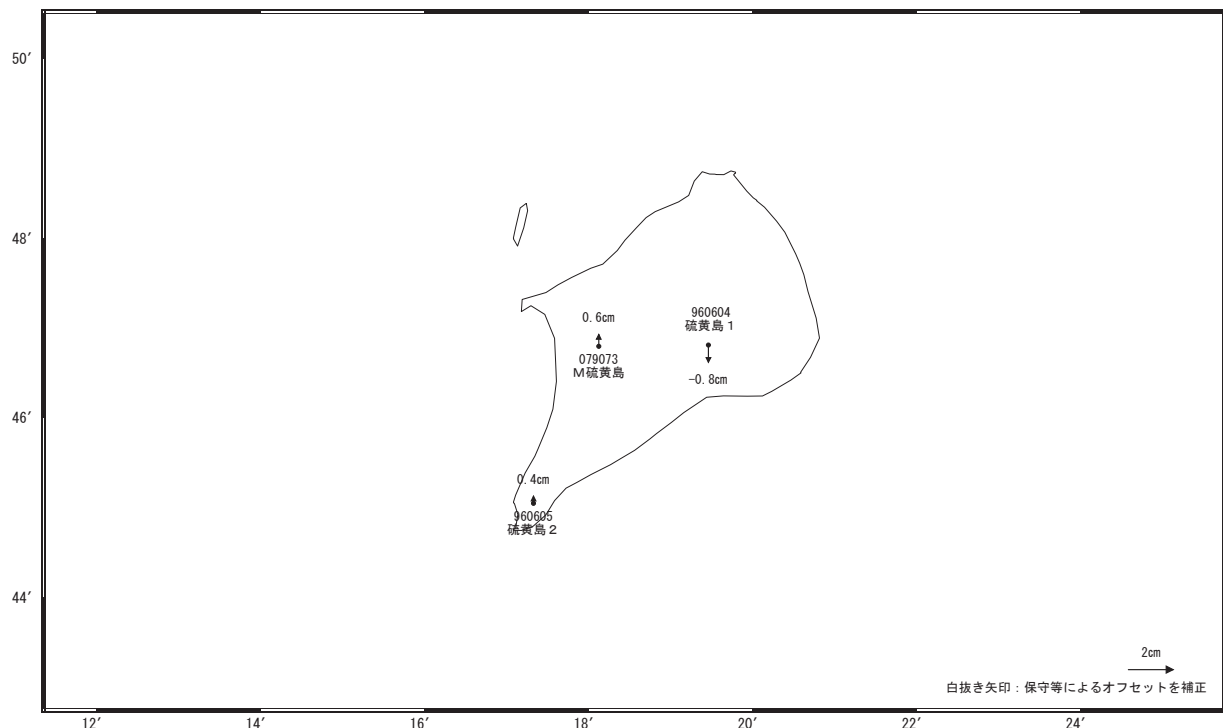 50′
48′
960604
硫黄島１
0.6cm
079073
M硫黄島
-0.8cm
46′
0.4cm
960605
硫黄島２
44′
2cm
白抜き矢印：保守等によるオフセットを補正
12′ 14′ 16′ 18′ 20′ 22′ 24′